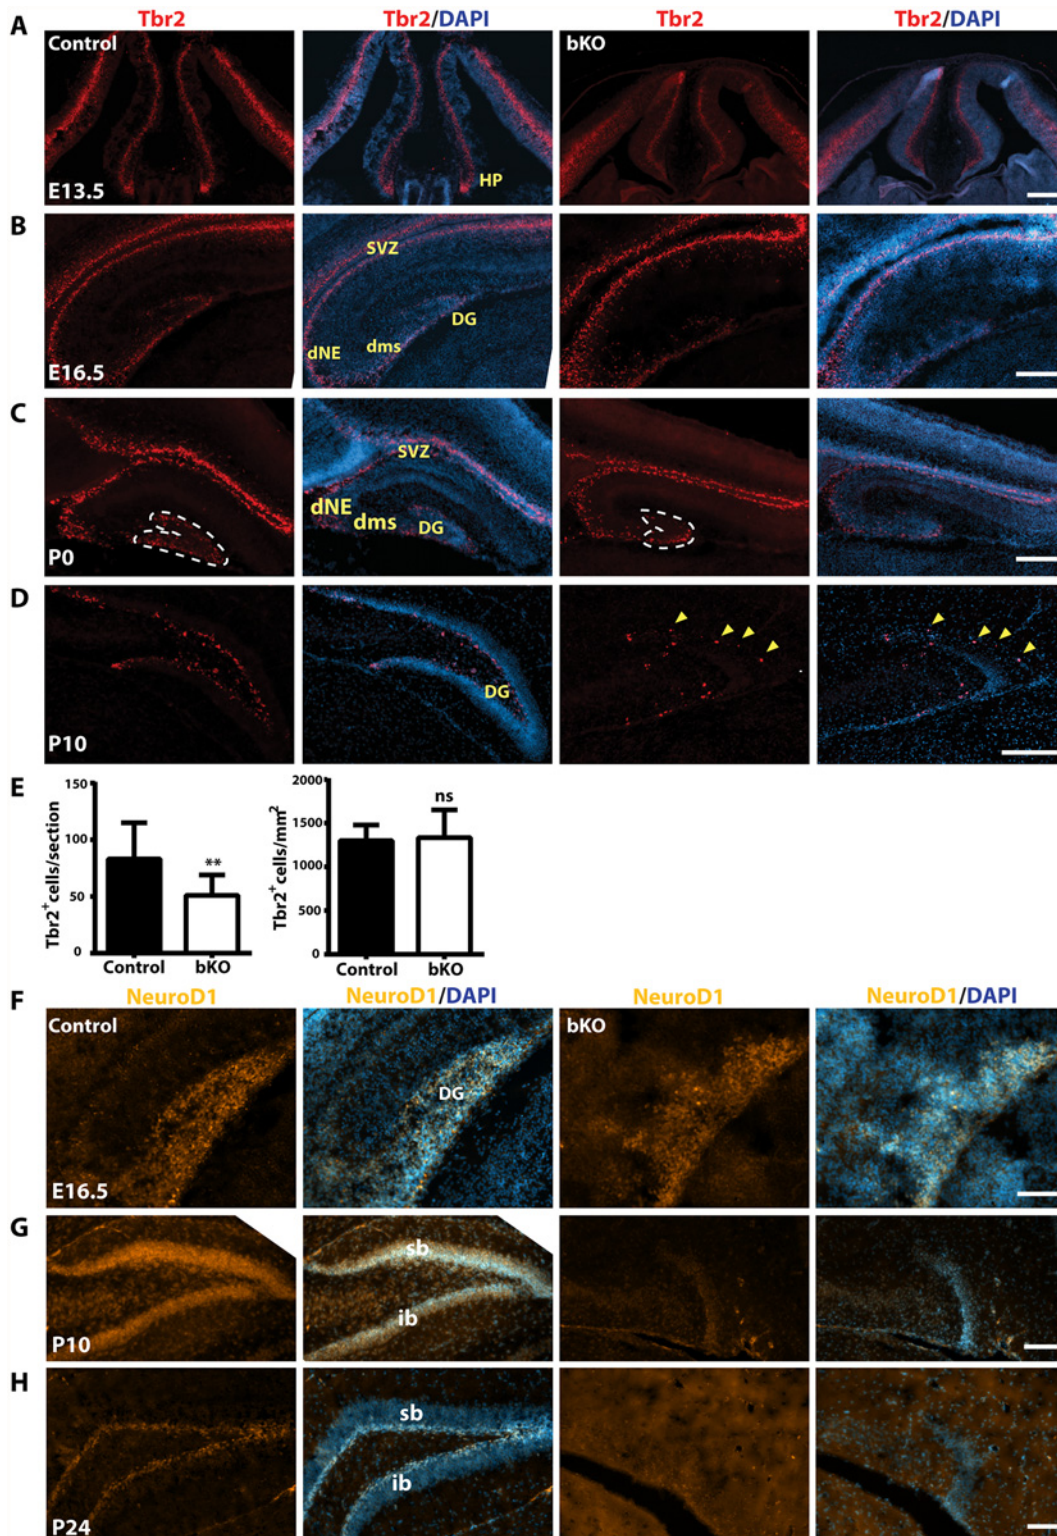 A Tbr2 Tbr2/DAPI Tbr2 Tbr2/DAPI
Control bKO
HP
E13.5
B
SVZ
DG
dNE dms
E16.5
C
SVZ
dNE
dms DG
P0
D
DG
P10
E
150
100
50
0
Tbr2+ cells/section
**
Control bKO
2000
1500
1000
500
0
Tbr2+ cells/mm2
ns
Control bKO
F NeuroD1 NeuroD1/DAPI NeuroD1 NeuroD1/DAPI
Control bKO
DG
E16.5
G
sb
ib
P10
H
sb
ib
P24